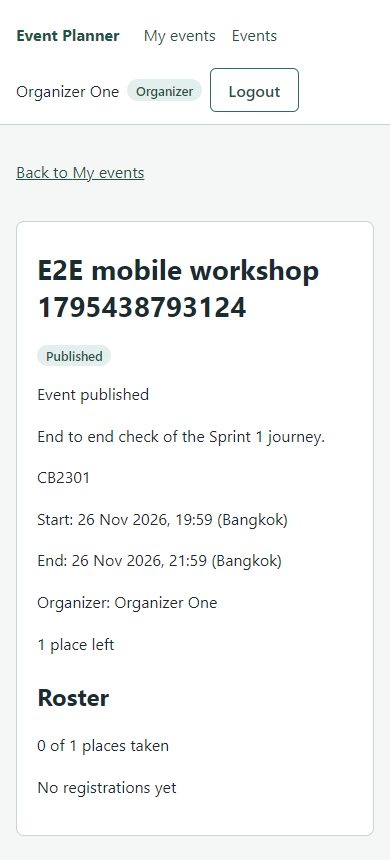 Event Planner My events Events
Organizer One Organizer Logout
Back to My events
E2E mobile workshop
1795438793124
Published
Event published
End to end check of the Sprint 1 journey.
CB2301
Start: 26 Nov 2026, 19:59 (Bangkok)
End: 26 Nov 2026, 21:59 (Bangkok)
Organizer: Organizer One
1 place left
Roster
0 of 1 places taken
No registrations yet